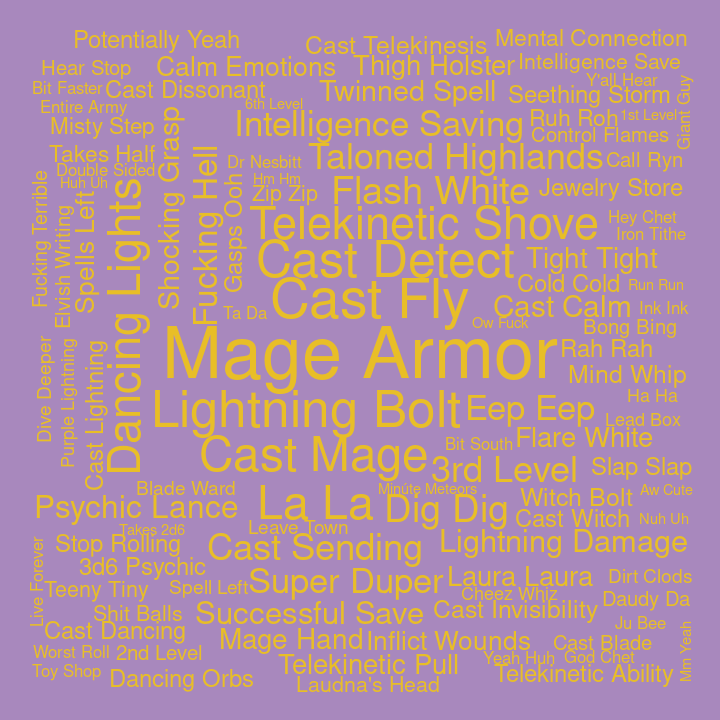 Potentially Yeah
Cast Telekinesis
Mental Connection
Hear Stop
Calm Emotions
Thigh Holster
Intelligence Save
Bit Faster
Cast Dissonant
Twinned Spell
Seething Storm
Y'all Hear
Giant Guy
Entire Army
6th Level
Misty Step
Intelligence Saving
Ruh Roh
1st Level
Control Flames
Takes Half
Shocking Grasp
Dr Nesbitt
Taloned Highlands
Call Ryn
Double Sided
Huh Uh
Hm Hm
Zip Zip
Flash White
Jewelry Store
Fucking Terrible
Elvish Writing
Spells Left
Dancing Lights
Fucking Hell
Gasps Ooh
Telekinetic Shove
Hey Chet
Iron Tithe
Cast Detect
Tight Tight
Cold Cold
Run Run
Cast Fly
Cast Calm
Ink Ink
Ta Da
Ow Fuck
Bong Bing
Mage Armor
Rah Rah
Mind Whip
Dive Deeper
Purple Lightning
Cast Lightning
Lightning Bolt
Eep Eep
Ha Ha
Lead Box
Cast Mage
Bit South
Flare White
3rd Level
Slap Slap
Blade Ward
Minute Meteors
Witch Bolt
Aw Cute
Psychic Lance
La La
Dig Dig
Cast Witch
Nuh Uh
Takes 2d6
Leave Town
Stop Rolling
Cast Sending
Lightning Damage
Live Forever
3d6 Psychic
Super Duper
Laura Laura
Dirt Clods
Teeny Tiny
Spell Left
Cheez Whiz
Daudy Da
Shit Balls
Successful Save
Cast Invisibility
Ju Bee
Cast Dancing
Mage Hand
Inflict Wounds
Cast Blade
Mm Yeah
Worst Roll
2nd Level
Telekinetic Pull
Yeah Huh
God Chet
Toy Shop
Dancing Orbs
Laudna's Head
Telekinetic Ability